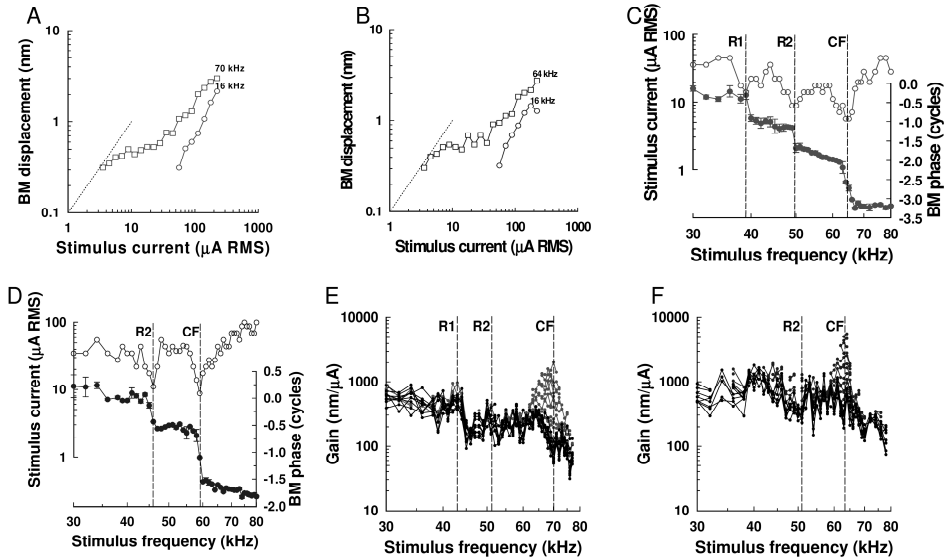 A
BM displacement (nm)
10
1
0.1
70 kHz
16 kHz
1
10
100
1000
Stimulus current (μA RMS)
B
BM displacement (nm)
10
1
0.1
64 kHz
16 kHz
1
10
100
1000
Stimulus current (μA RMS)
C
Stimulus current (μA RMS)
100
10
1
R1
R2
CF
0.0
-0.5
-1.0
-1.5
-2.0
-2.5
-3.0
-3.5
BM phase (cycles)
30
40
50
60
70
80
Stimulus frequency (kHz)
D
Stimulus current (μA RMS)
100
10
1
R2
CF
0.5
0.0
-0.5
-1.0
-1.5
-2.0
BM phase (cycles)
30
40
50
60
70
80
Stimulus frequency (kHz)
E
Gain (nm/μA)
10000
1000
100
10
R1
R2
CF
30
40
50
60
70
80
Stimulus frequency (kHz)
F
Gain (nm/μA)
10000
1000
100
10
R2
CF
30
40
50
60
70
80
Stimulus frequency (kHz)